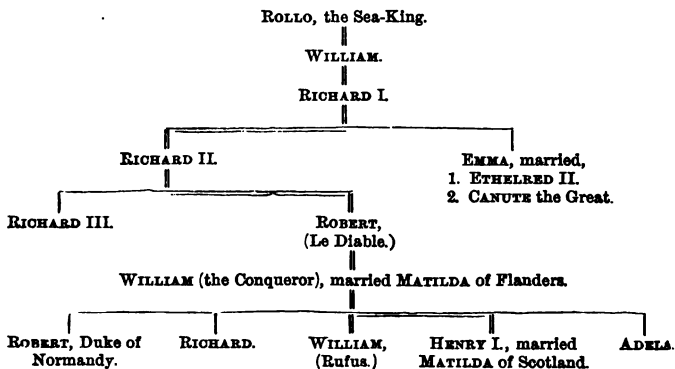 ROLLO, the Sea-King.
WILLIAM.
RICHARD I.
RICHARD II.
EMMA, married,
1. ETHELRED II.
2. CANUTE the Great.
RICHARD III.
ROBERT,
(Le Diable.)
WILLIAM (the Conqueror), married MATILDA of Flanders.
ROBERT, Duke of
Normandy.
RICHARD.
WILLIAM,
(Rufus.)
HENRY I., married
MATILDA of Scotland.
ADELA.